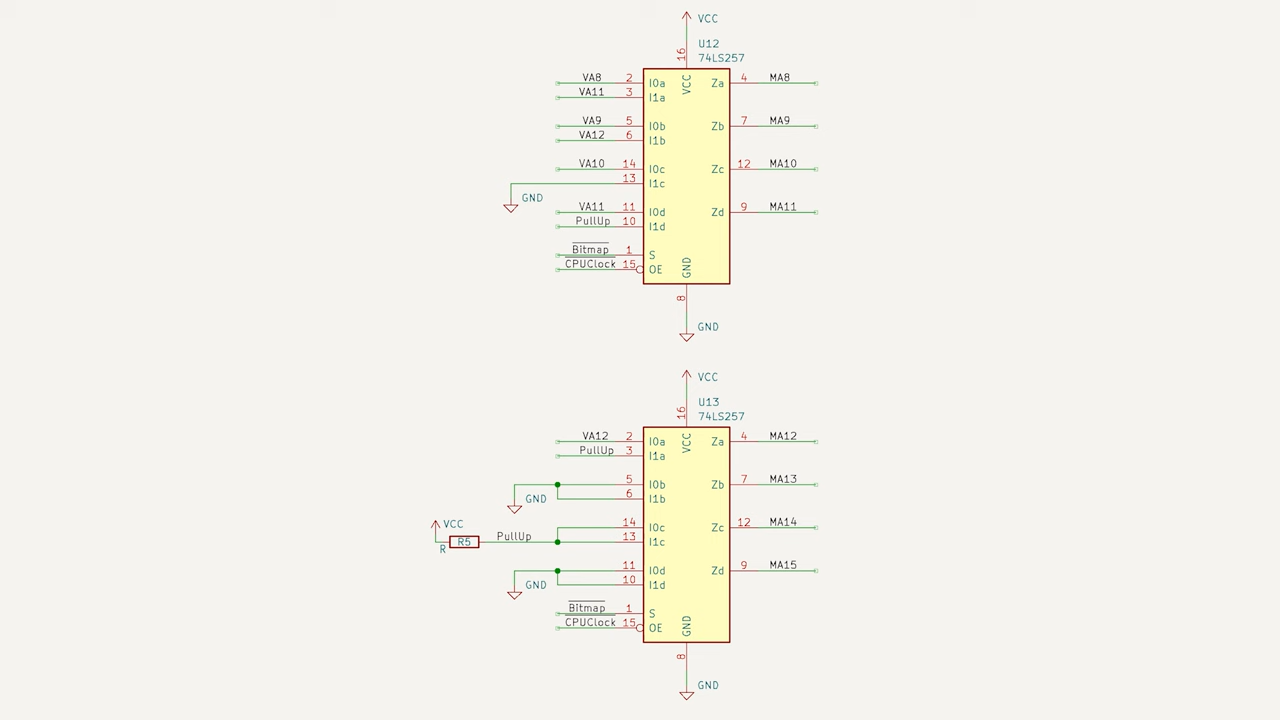 VCC
U12
74LS257
16
VA8 2 I0a VCC Za 4 MA8
VA11 3 I1a
VA9 5 I0b Zb 7 MA9
VA12 6 I1b
VA10 14 I0c Zc 12 MA10
13 I1c
GND
VA11 11 I0d Zd 9 MA11
PullUp 10 I1d
Bitmap 1 S
CPUClock 15 OE GND
8
GND
VCC
U13
74LS257
16
VA12 2 I0a VCC Za 4 MA12
PullUp 3 I1a
5 I0b Zb 7 MA13
GND 6 I1b
14 I0c Zc 12 MA14
VCC
R R5 PullUp 13 I1c
11 I0d Zd 9 MA15
GND 10 I1d
Bitmap 1 S
CPUClock 15 OE GND
8
GND